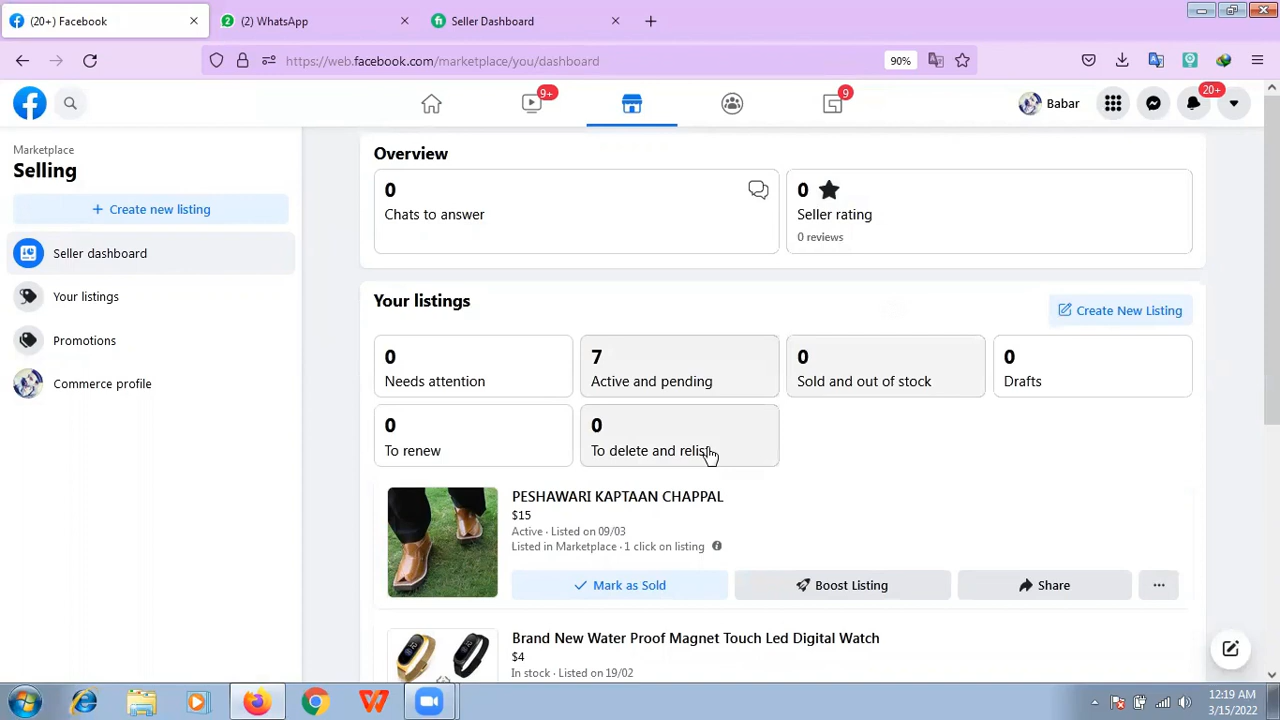 (20+) Facebook
(2) WhatsApp
Seller Dashboard
https://web.facebook.com/marketplace/you/dashboard
90%
9+
9
Babar
20+
Marketplace
Selling
+ Create new listing
Seller dashboard
Your listings
Promotions
Commerce profile
Overview
0
Chats to answer
0
Seller rating
0 reviews
Your listings
Create New Listing
0
Needs attention
7
Active and pending
0
Sold and out of stock
0
Drafts
0
To renew
0
To delete and relist
PESHAWARI KAPTAAN CHAPPAL
$15
Active · Listed on 09/03
Listed in Marketplace · 1 click on listing
Mark as Sold
Boost Listing
Share
Brand New Water Proof Magnet Touch Led Digital Watch
$4
In stock · Listed on 19/02
12:19 AM
3/15/2022